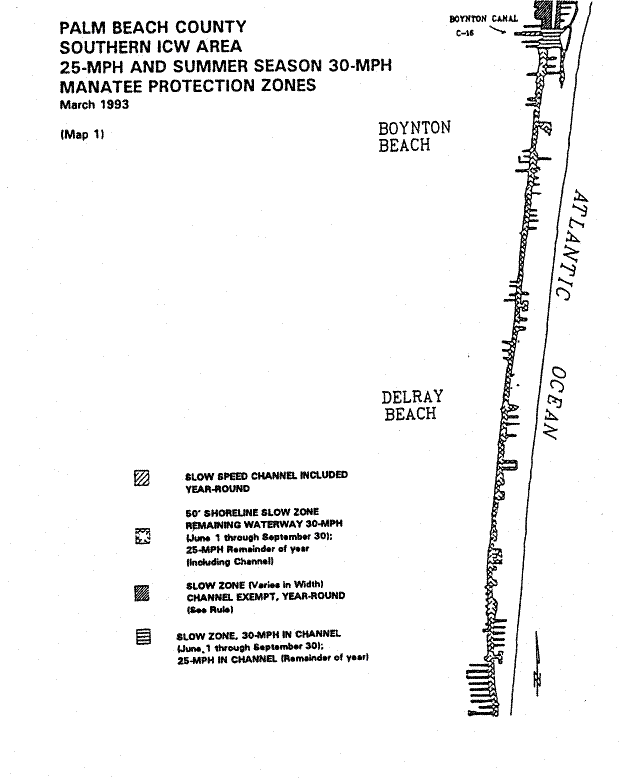 PALM BEACH COUNTY
SOUTHERN ICW AREA
25-MPH AND SUMMER SEASON 30-MPH
MANATEE PROTECTION ZONES
March 1993
(Map 1)
BOYNTON CANAL
C-16
BOYNTON
BEACH
ATLANTIC
OCEAN
DELRAY
BEACH
SLOW SPEED CHANNEL INCLUDED
YEAR-ROUND
50' SHORELINE SLOW ZONE
REMAINING WATERWAY 30-MPH
(June 1 through September 30);
25-MPH Remainder of year
(Including Channel)
SLOW ZONE (Varies in Width)
CHANNEL EXEMPT, YEAR-ROUND
(See Rule)
SLOW ZONE, 30-MPH IN CHANNEL
(June 1 through September 30);
25-MPH IN CHANNEL (Remainder of year)
N